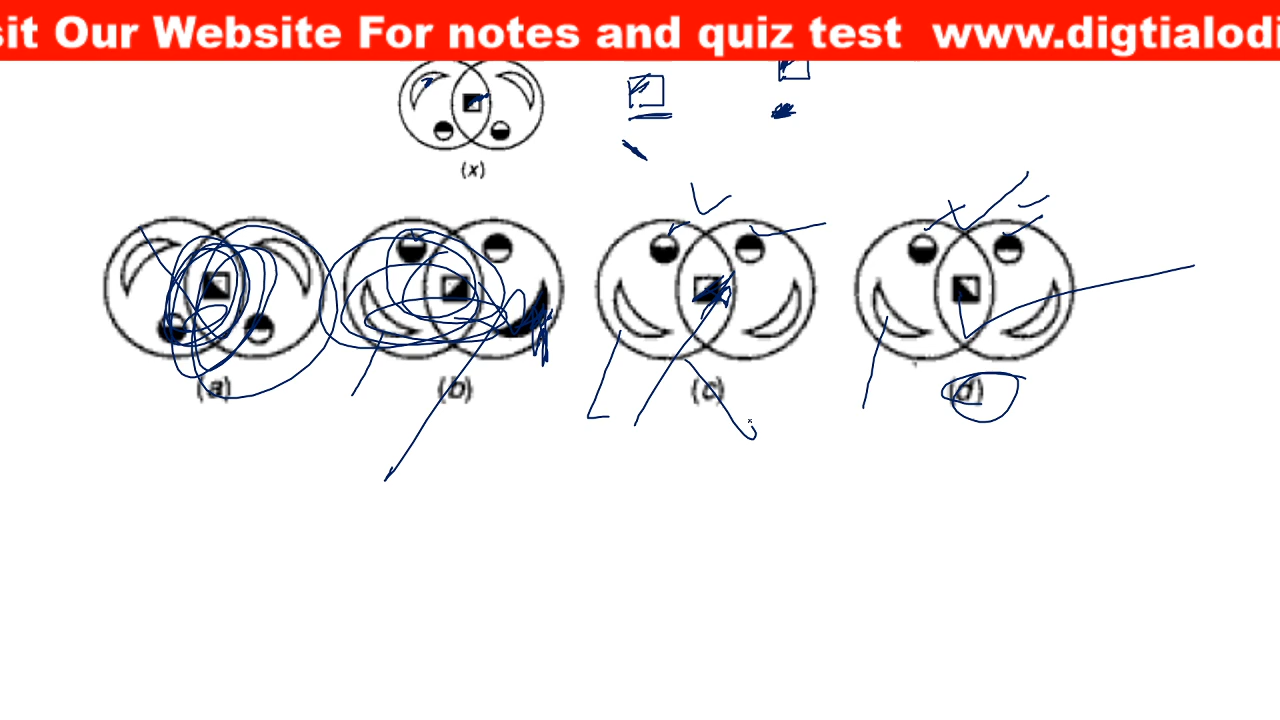 sit Our Website For notes and quiz test www.digtialodi
(x)
(a) (b) (c) (d)